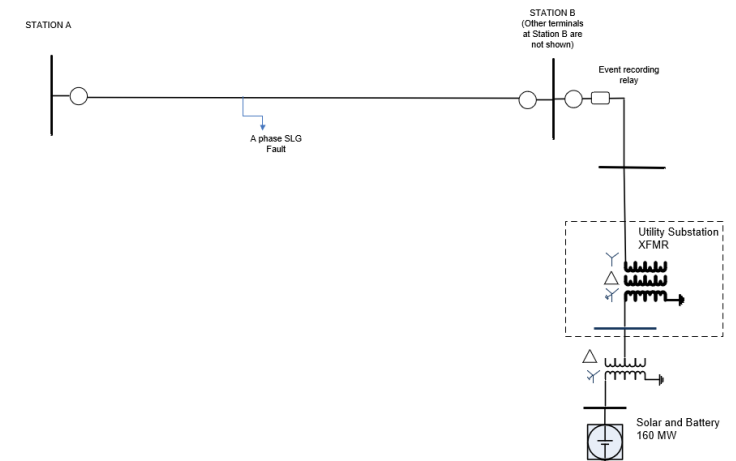 STATION A
STATION B
(Other terminals
at Station B are
not shown)
Event recording
relay
A phase SLG
Fault
Utility Substation
XFMR
Solar and Battery
160 MW